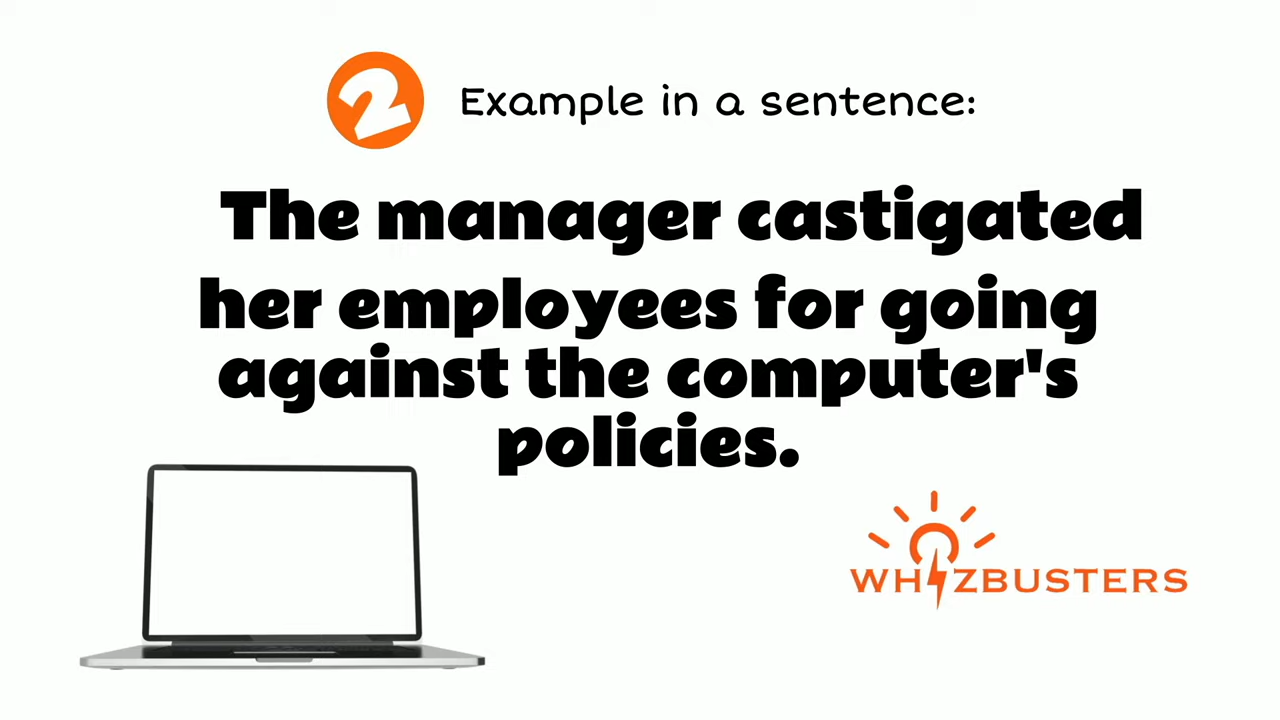 2 Example in a sentence:
The manager castigated
her employees for going
against the computer's
policies.
WHIZBUSTERS